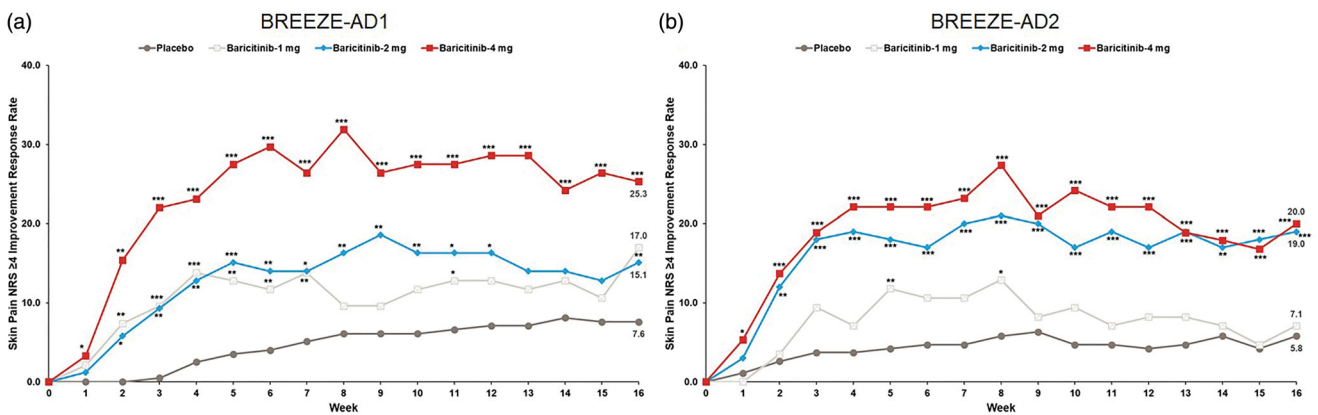 (a) BREEZE-AD1
Placebo Baricitinib-1 mg Baricitinib-2 mg Baricitinib-4 mg
Skin Pain NRS ≥4 Improvement Response Rate
40.0
30.0
20.0
10.0
0.0
* ** *** *** *** *** *** *** *** *** *** *** *** *** *** ***
** *** *** *** ** * ** ** ** * * **
* ** ** ** ** ** *
25.3
17.0
15.1
7.6
0 1 2 3 4 5 6 7 8 9 10 11 12 13 14 15 16
Week
(b) BREEZE-AD2
Placebo Baricitinib-1 mg Baricitinib-2 mg Baricitinib-4 mg
Skin Pain NRS ≥4 Improvement Response Rate
40.0
30.0
20.0
10.0
0.0
* *** *** *** *** *** *** *** *** *** *** *** *** *** *** ***
** *** *** *** *** *** *** *** *** *** *** *** ** *** ***
** *
20.0
19.0
7.1
5.8
0 1 2 3 4 5 6 7 8 9 10 11 12 13 14 15 16
Week